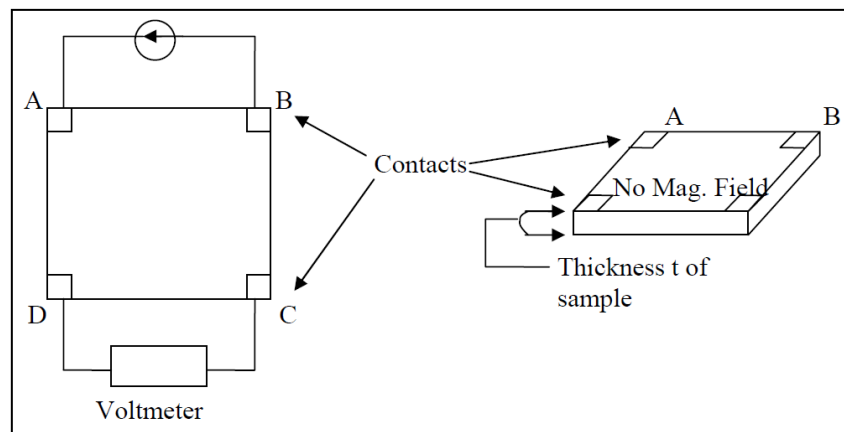 A
B
Contacts
D
C
Voltmeter
A
B
No Mag. Field
Thickness t of
sample